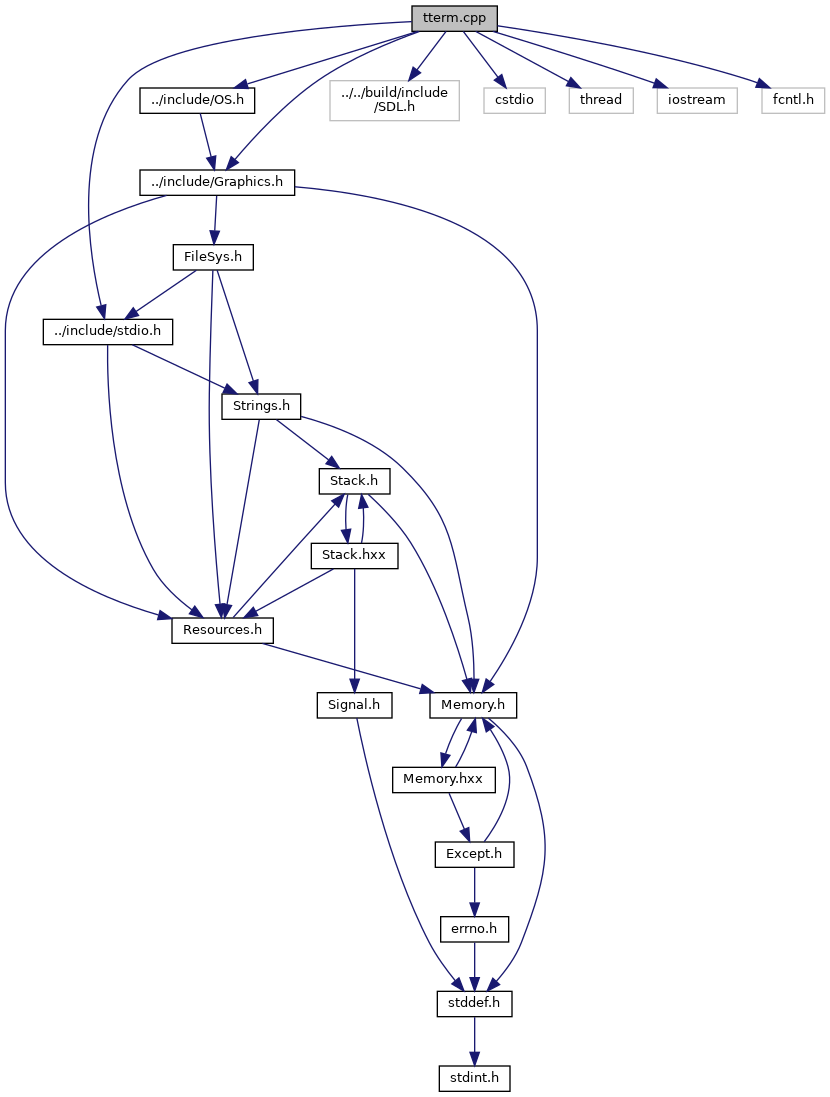 tterm.cpp
../include/OS.h
../../build/include
/SDL.h
cstdio
thread
iostream
fcntl.h
../include/Graphics.h
FileSys.h
../include/stdio.h
Strings.h
Stack.h
Stack.hxx
Resources.h
Signal.h
Memory.h
Memory.hxx
Except.h
errno.h
stddef.h
stdint.h